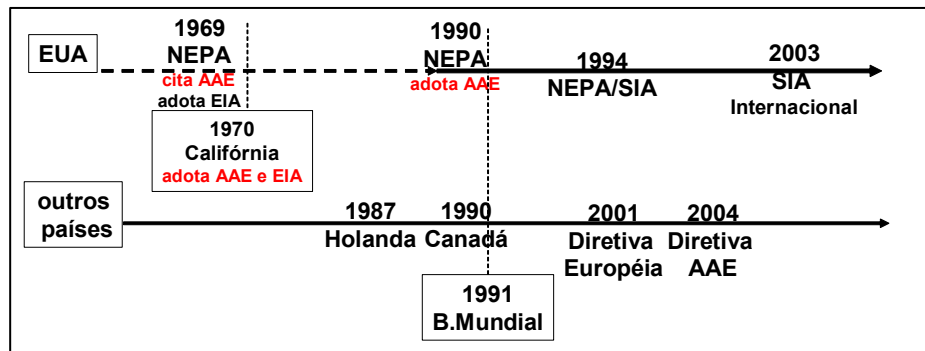 EUA
1969
NEPA
cita AAE
adota EIA
1970
Califórnia
adota AAE e EIA
1990
NEPA
adota AAE
1994
NEPA/SIA
2003
SIA
Internacional
outros
países
1987
Holanda
1990
Canadá
1991
B.Mundial
2001
Diretiva
Européia
2004
Diretiva
AAE